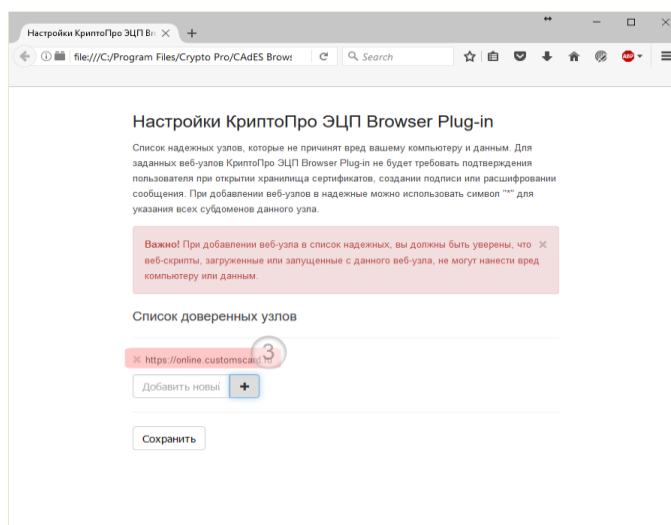 Настройки КриптоПро ЭЦП Br
file:///C:/Program Files/Crypto Pro/CAdES Brows
Search
ABP
Настройки КриптоПро ЭЦП Browser Plug-in
Список надежных узлов, которые не причинят вред вашему компьютеру и данным. Для
заданных веб-узлов КриптоПро ЭЦП Browser Plug-in не будет требовать подтверждения
пользователя при открытии хранилища сертификатов, создании подписи или расшифровании
сообщения. При добавлении веб-узлов в надежные можно использовать символ "*" для
указания всех субдоменов данного узла.
Важно! При добавлении веб-узла в список надежных, вы должны быть уверены, что
веб-скрипты, загруженные или запущенные с данного веб-узла, не могут нанести вред
компьютеру или данным.
Список доверенных узлов
3
https://online.customscard.ru
Добавить новый
Сохранить